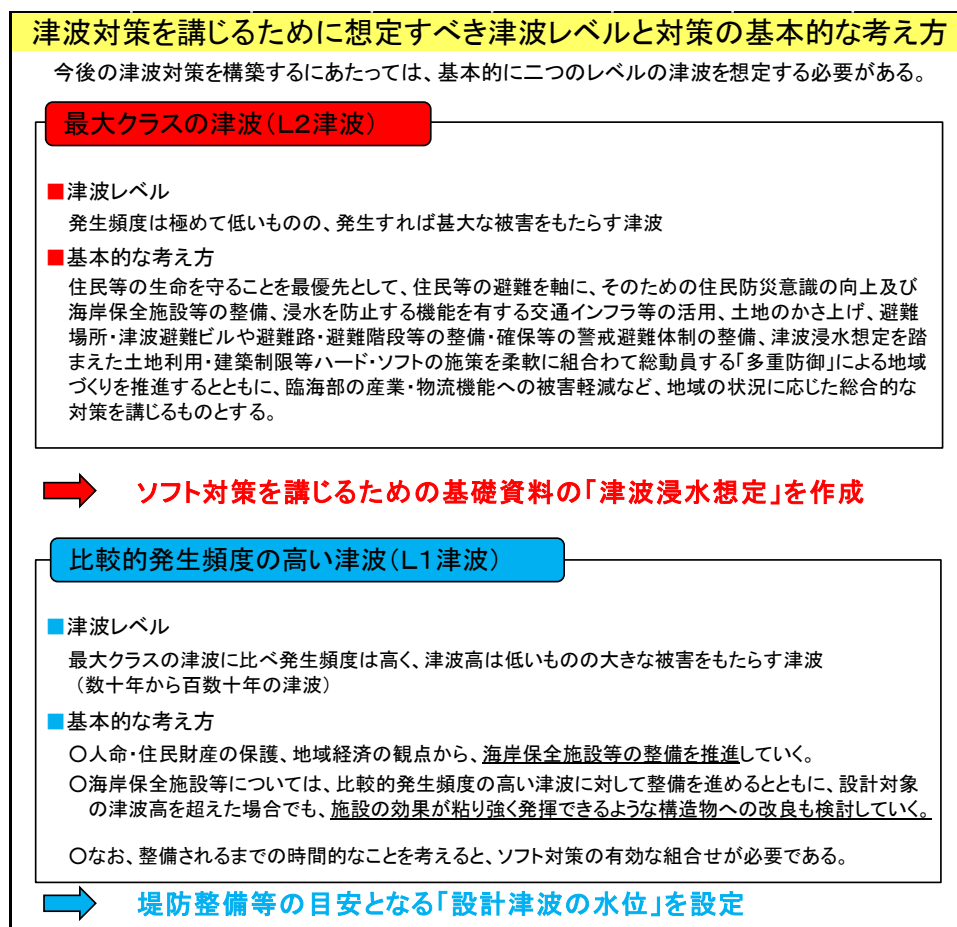 津波対策を講じるために想定すべき津波レベルと対策の基本的な考え方
今後の津波対策を構築するにあたっては、基本的に二つのレベルの津波を想定する必要がある。
最大クラスの津波(L2津波)
■津波レベル
発生頻度は極めて低いものの、発生すれば甚大な被害をもたらす津波
■基本的な考え方
住民等の生命を守ることを最優先として、住民等の避難を軸に、そのための住民防災意識の向上及び
海岸保全施設等の整備、浸水を防止する機能を有する交通インフラ等の活用、土地のかさ上げ、避難
場所・津波避難ビルや避難路・避難階段等の整備・確保等の警戒避難体制の整備、津波浸水想定を踏
まえた土地利用・建築制限等ハード・ソフトの施策を柔軟に組合わて総動員する「多重防御」による地域
づくりを推進するとともに、臨海部の産業・物流機能への被害軽減など、地域の状況に応じた総合的な
対策を講じるものとする。
ソフト対策を講じるための基礎資料の「津波浸水想定」を作成
比較的発生頻度の高い津波(L1津波)
■津波レベル
最大クラスの津波に比べ発生頻度は高く、津波高は低いものの大きな被害をもたらす津波
(数十年から百数十年の津波)
■基本的な考え方
○人命・住民財産の保護、地域経済の観点から、海岸保全施設等の整備を推進していく。
○海岸保全施設等については、比較的発生頻度の高い津波に対して整備を進めるとともに、設計対象
の津波高を超えた場合でも、施設の効果が粘り強く発揮できるような構造物への改良も検討していく。
○なお、整備されるまでの時間的なことを考えると、ソフト対策の有効な組合せが必要である。
堤防整備等の目安となる「設計津波の水位」を設定